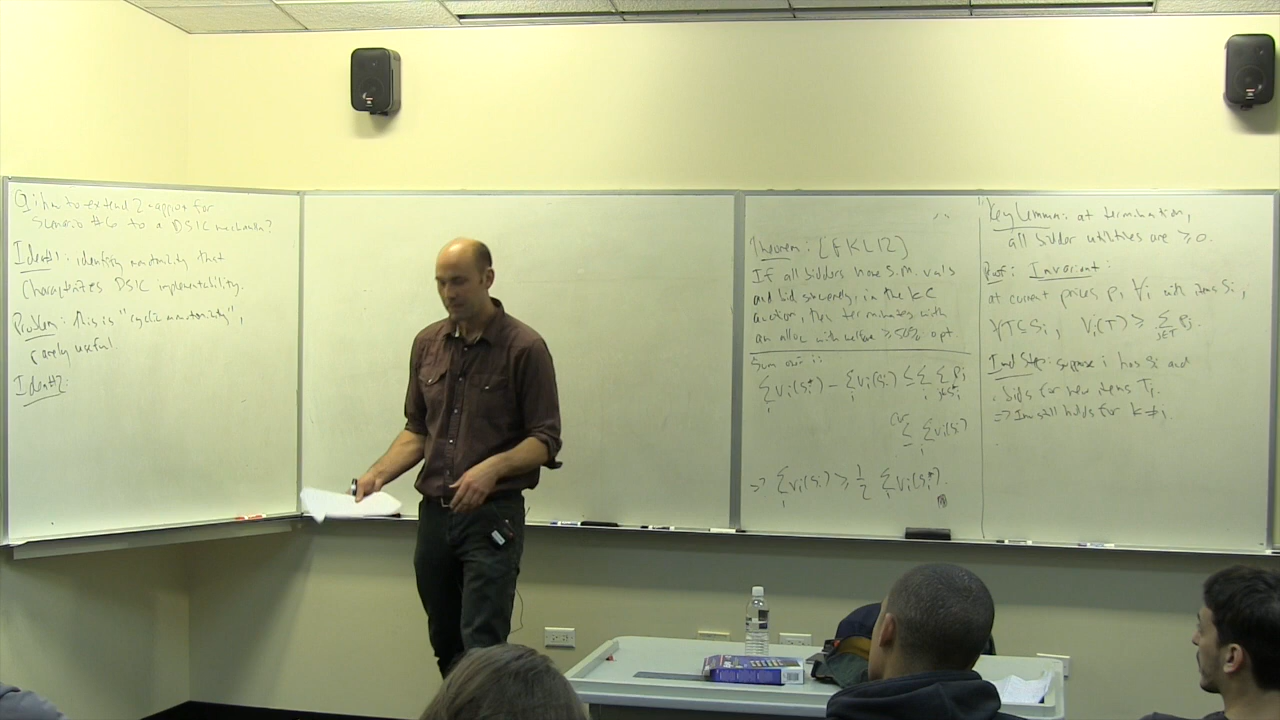 Q: how to extend 2-approx for
Scenario #6 to a DSIC mechanism?
Idea #1: identify monotonicity that
characterizes DSIC implementability.
Problem: this is "cyclic monotonicity",
rarely useful.
Idea #2:
Theorem: [FKL12]
If all bidders have S.M. vals
and bid sincerely, in the KC
auction, then terminates with
an alloc with welfare ≥ 50% opt
Sum over i:
∑ᵢ vᵢ(Sᵢ*) - ∑ᵢ vᵢ(Sᵢ) ≤ ∑ᵢ ∑ Pⱼ
≤ ∑ᵢ vᵢ(Sᵢ)
=> ∑ᵢ vᵢ(Sᵢ) ≥ 1/2 ∑ᵢ vᵢ(Sᵢ*).
Key Lemma: at termination,
all bidder utilities are ≥ 0.
Proof: Invariant:
at current prices p, ∀i with items Sᵢ,
∀T⊆Sᵢ, vᵢ(T) ≥ ∑_{j∈T} Pⱼ.
Ind Step: suppose i has Sᵢ and
bids for new items Tᵢ.
=> Inv still holds for k≠i.